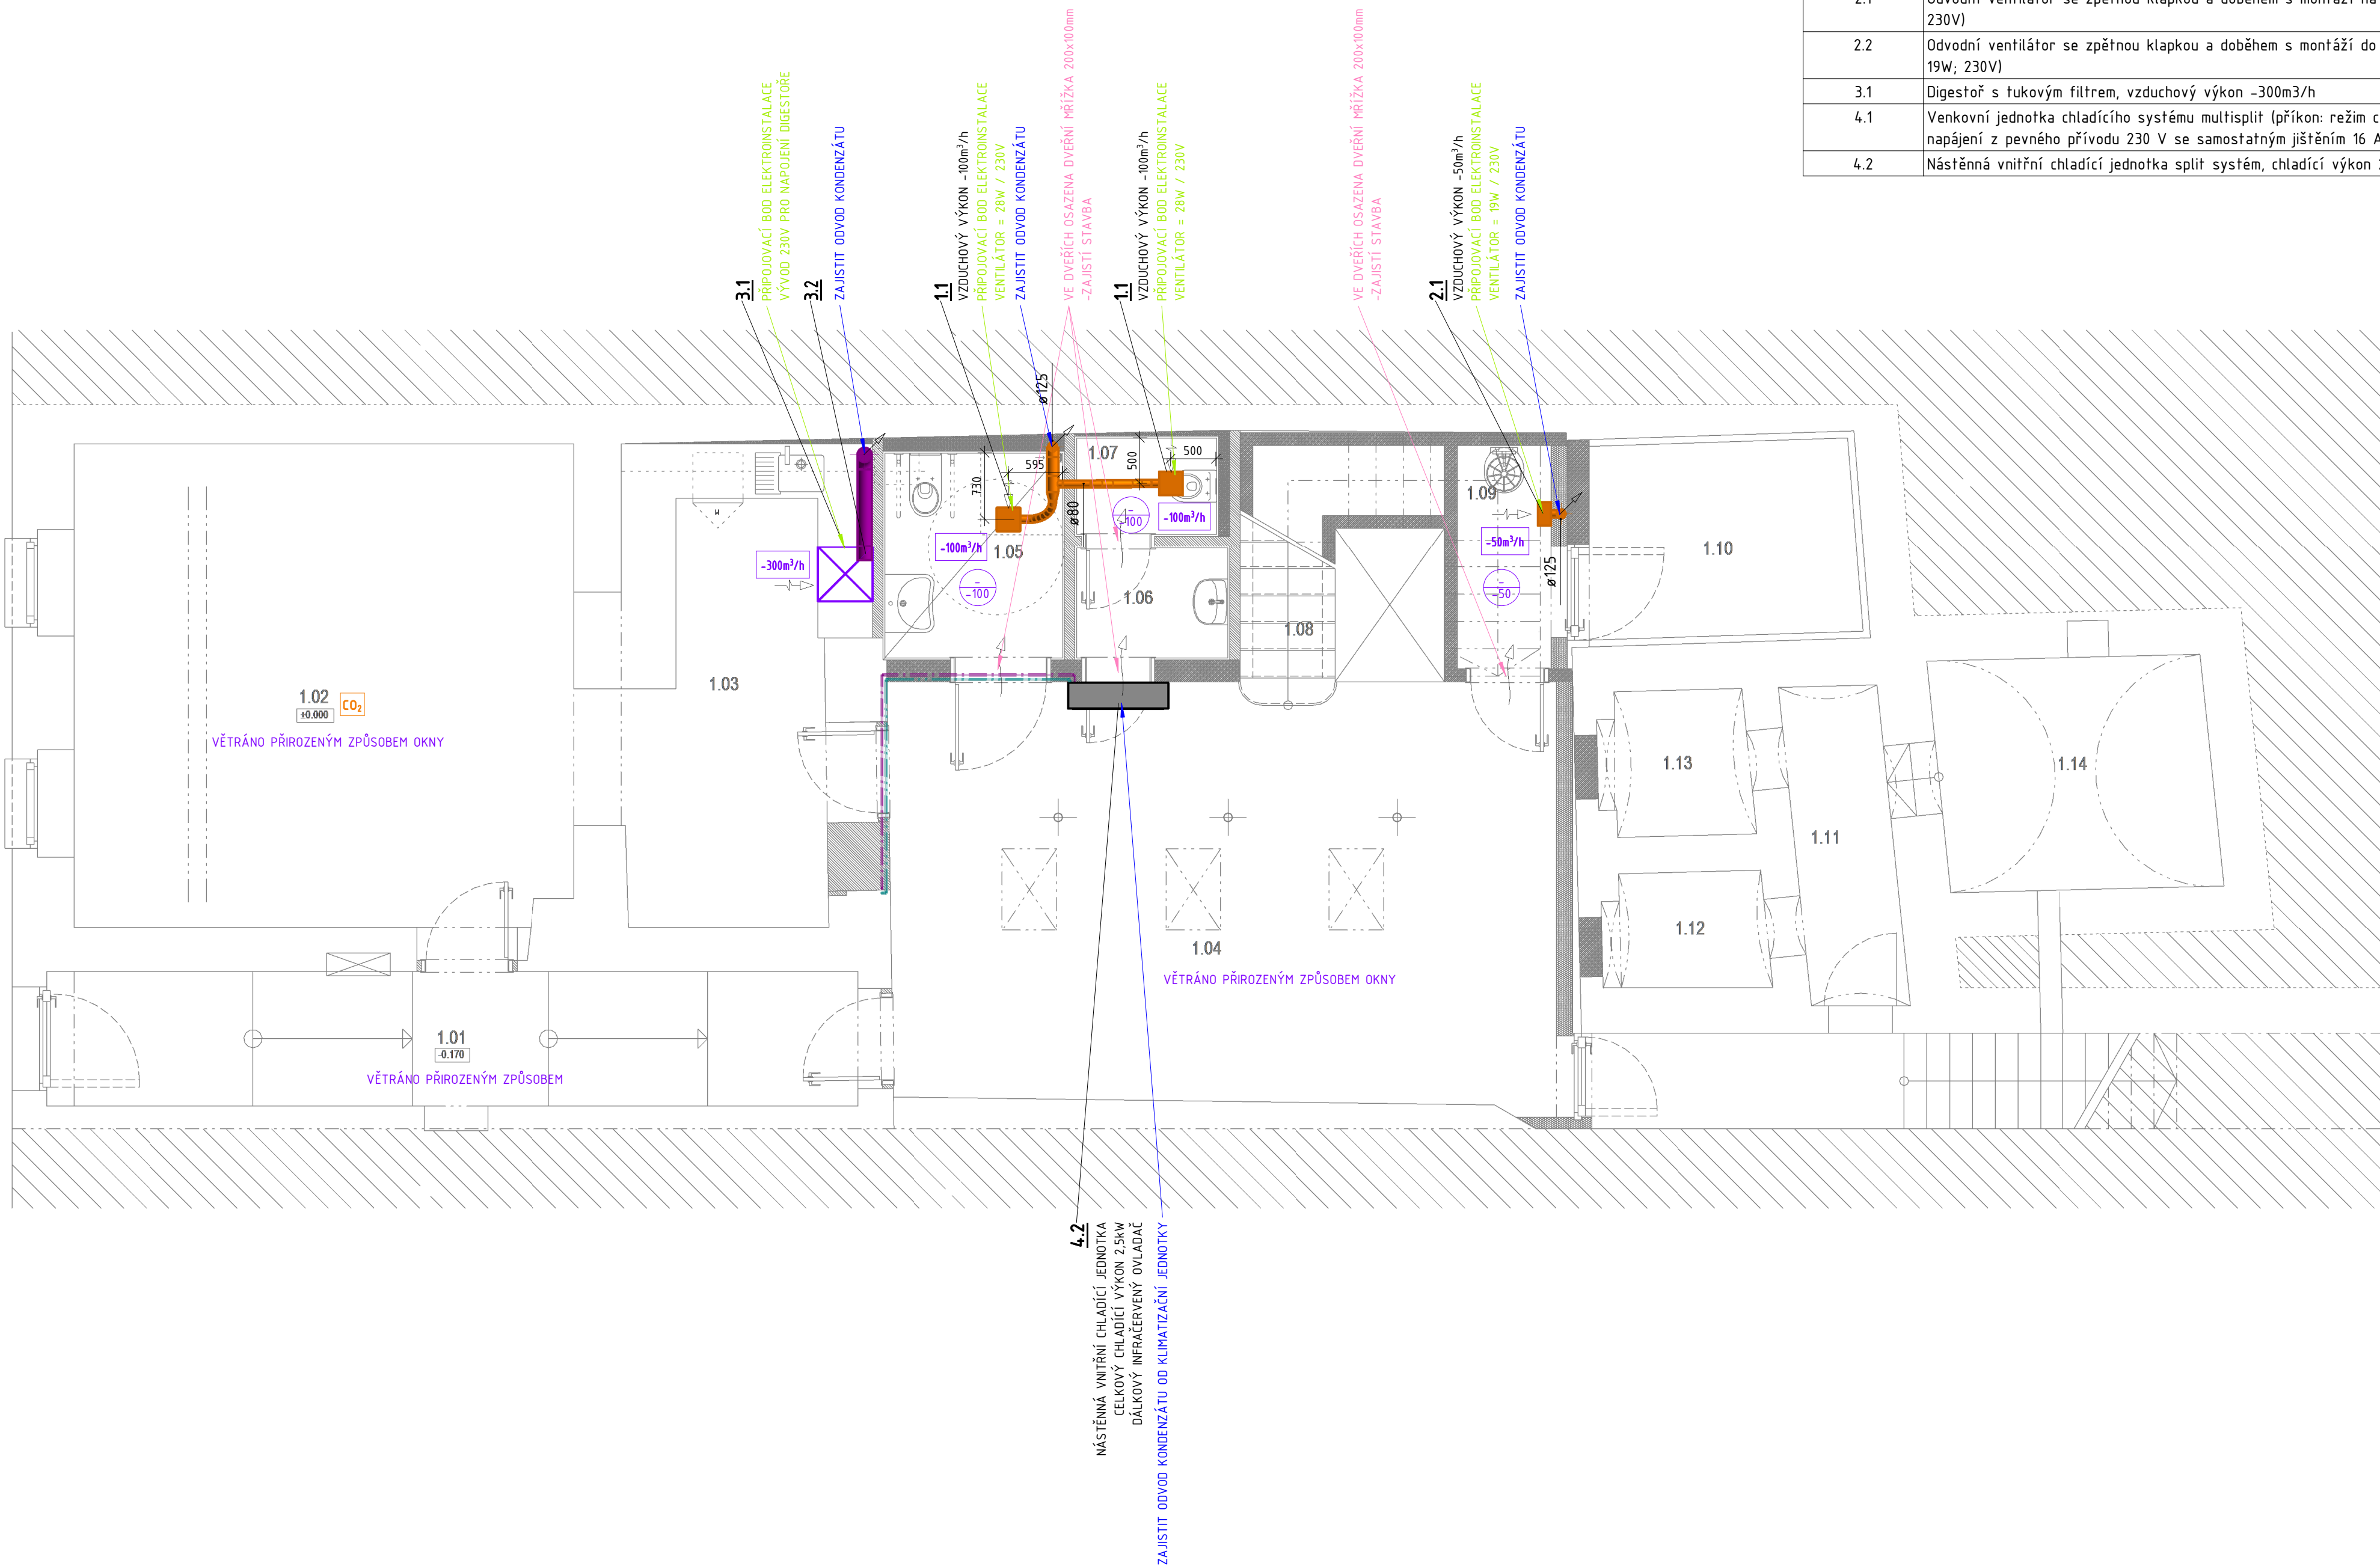 2.1
230V)
2.2
Odvodní ventilátor se zpětnou klapkou a doběhem s montáží do
19W; 230V)
3.1
Digestoř s tukovým filtrem, vzduchový výkon -300m3/h
4.1
Venkovní jednotka chladícího systému multisplit (příkon: režim c
napájení z pevného přívodu 230 V se samostatným jištěním 16 A
4.2
Nástěnná vnitřní chladící jednotka split systém, chladící výkon
3.1
PŘIPOJOVACÍ BOD ELEKTROINSTALACE
VÝVOD 230V PRO NAPOJENÍ DIGESTOŘE
3.2
ZAJISTIT ODVOD KONDENZÁTU
1.1
VZDUCHOVÝ VÝKON -100m³/h
PŘIPOJOVACÍ BOD ELEKTROINSTALACE
VENTILÁTOR = 28W / 230V
ZAJISTIT ODVOD KONDENZÁTU
VE DVEŘÍCH OSAZENA DVEŘNÍ MŘÍŽKA 200x100mm
-ZAJISTÍ STAVBA
1.1
VZDUCHOVÝ VÝKON -100m³/h
PŘIPOJOVACÍ BOD ELEKTROINSTALACE
VENTILÁTOR = 28W / 230V
VE DVEŘÍCH OSAZENA DVEŘNÍ MŘÍŽKA 200x100mm
-ZAJISTÍ STAVBA
2.1
VZDUCHOVÝ VÝKON -50m³/h
PŘIPOJOVACÍ BOD ELEKTROINSTALACE
VENTILÁTOR = 19W / 230V
ZAJISTIT ODVOD KONDENZÁTU
ø125
595
730
1.07
500
500
ø80
-
-100
-100m³/h
-100m³/h
1.05
-
-100
-300m³/h
1.06
1.08
1.09
-50m³/h
-
-50
ø125
1.10
1.02
±0.000
CO₂
VĚTRÁNO PŘIROZENÝM ZPŮSOBEM OKNY
1.03
1.13
1.14
1.11
1.12
1.04
VĚTRÁNO PŘIROZENÝM ZPŮSOBEM OKNY
1.01
-0.170
VĚTRÁNO PŘIROZENÝM ZPŮSOBEM
4.2
NÁSTĚNNÁ VNITŘNÍ CHLADÍCÍ JEDNOTKA
CELKOVÝ CHLADÍCÍ VÝKON 2,5kW
DÁLKOVÝ INFRAČERVENÝ OVLADAČ
ZAJISTIT ODVOD KONDENZÁTU OD KLIMATIZAČNÍ JEDNOTKY